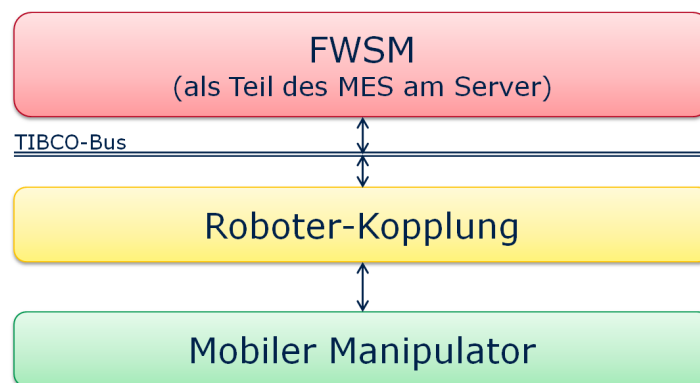 FWSM
(als Teil des MES am Server)
TIBCO-Bus
Roboter-Kopplung
Mobiler Manipulator